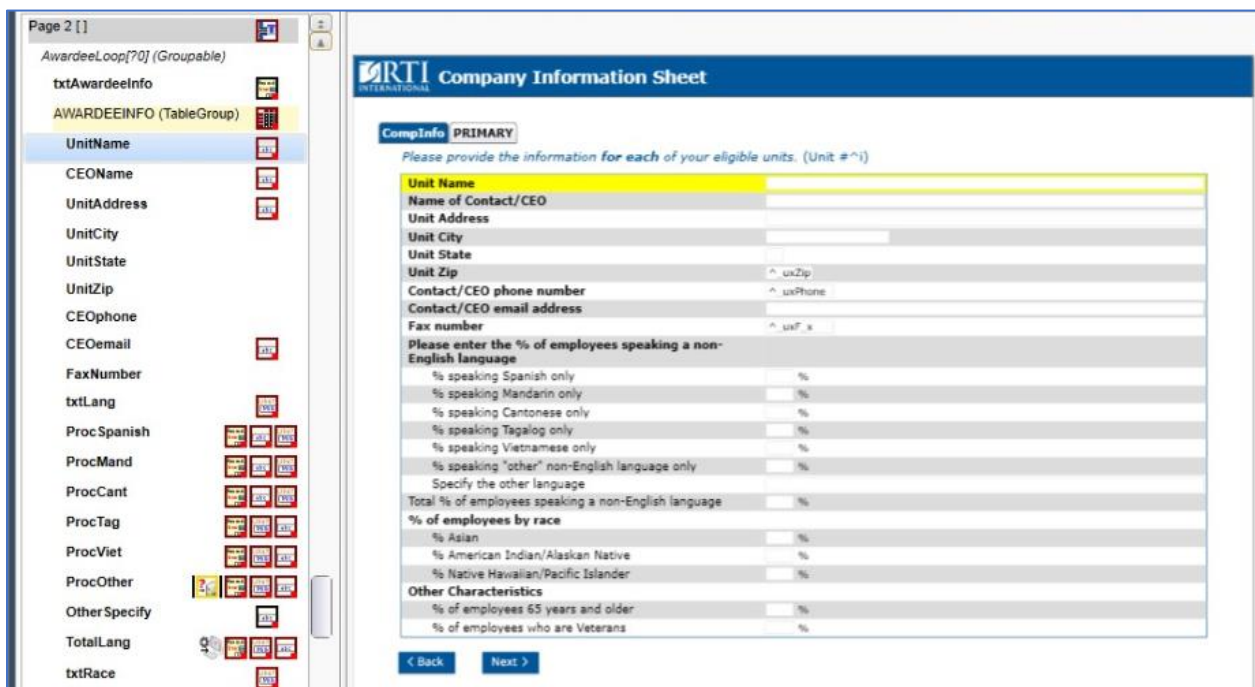 Page 2 [ ]
AwardeeLoop[?0] (Groupable)
txtAwardeeInfo
AWARDEEINFO (TableGroup)
UnitName
CEOName
UnitAddress
UnitCity
UnitState
UnitZip
CEOphone
CEOemail
FaxNumber
txtLang
ProcSpanish
ProcMand
ProcCant
ProcTag
ProcViet
ProcOther
OtherSpecify
TotalLang
txtRace
RTI INTERNATIONAL Company Information Sheet
CompInfo PRIMARY
Please provide the information for each of your eligible units. (Unit #^i)
Unit Name
Name of Contact/CEO
Unit Address
Unit City
Unit State
Unit Zip ^_uxZip
Contact/CEO phone number ^_uxPhone
Contact/CEO email address
Fax number ^_uxF_x
Please enter the % of employees speaking a non-
English language
% speaking Spanish only %
% speaking Mandarin only %
% speaking Cantonese only %
% speaking Tagalog only %
% speaking Vietnamese only %
% speaking "other" non-English language only %
Specify the other language
Total % of employees speaking a non-English language %
% of employees by race
% Asian %
% American Indian/Alaskan Native %
% Native Hawaiian/Pacific Islander %
Other Characteristics
% of employees 65 years and older %
% of employees who are Veterans %
< Back Next >